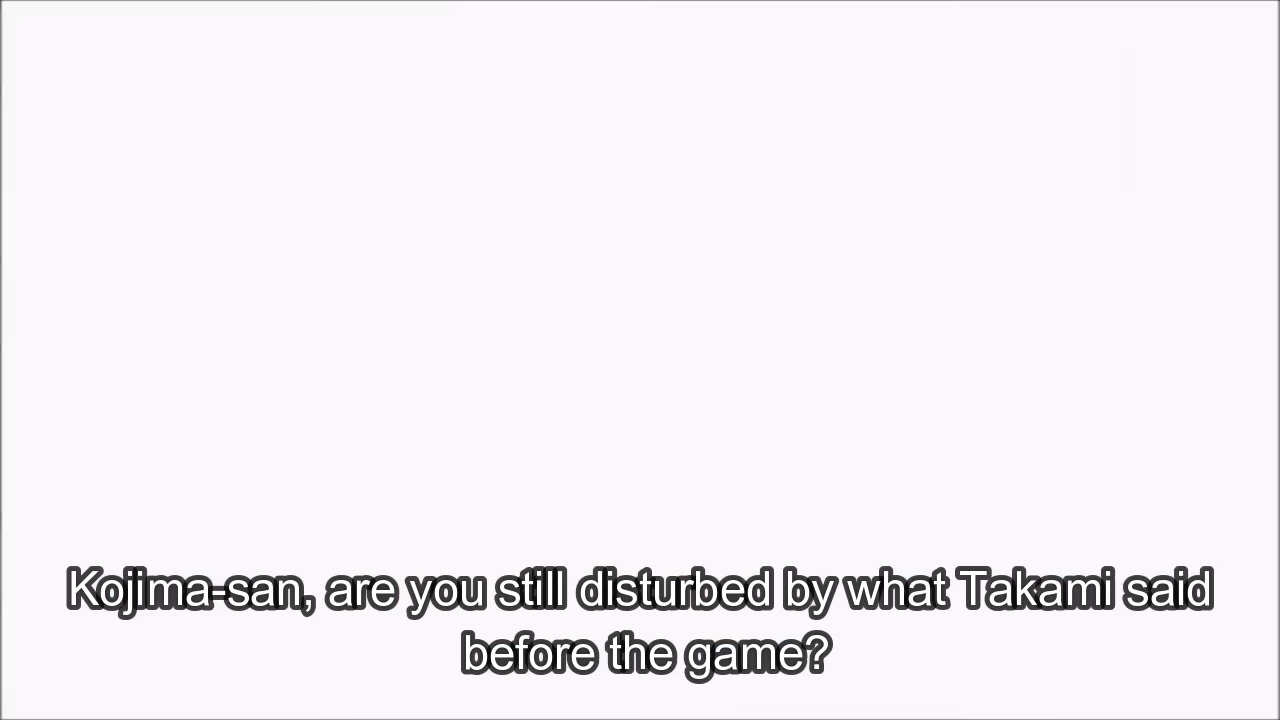 Kojima-san, are you still disturbed by what Takami said
before the game?